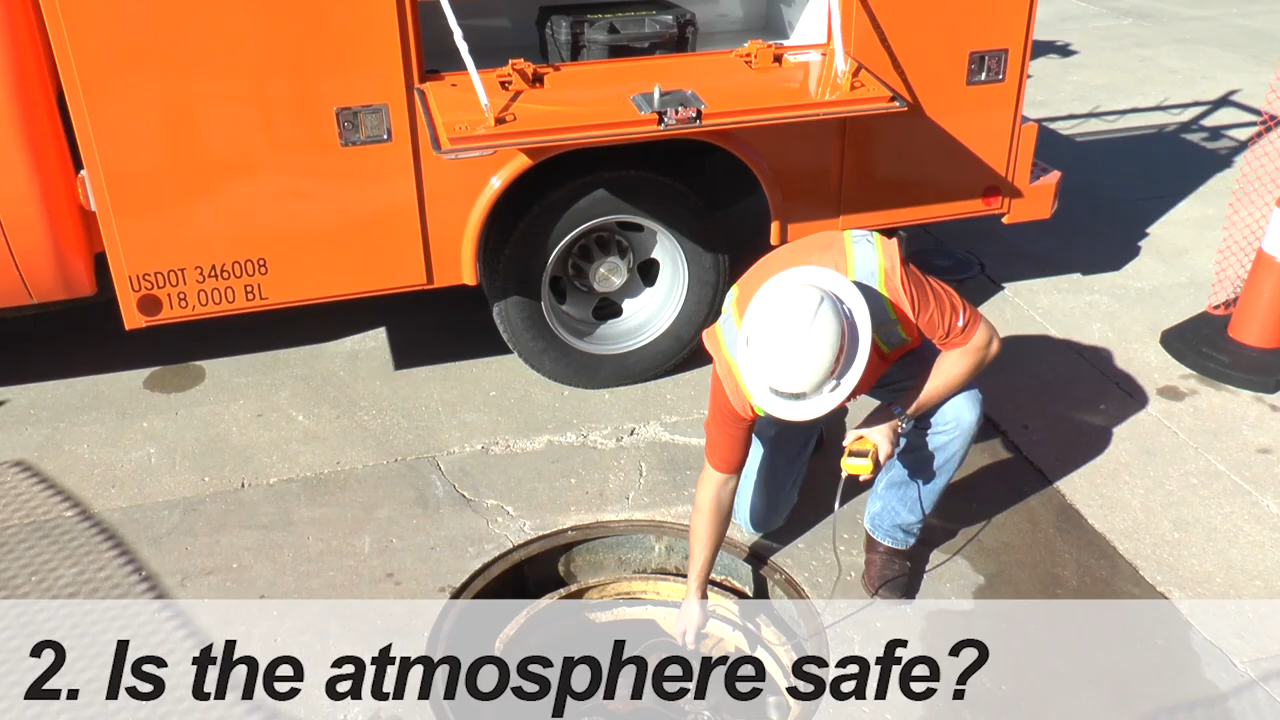 USDOT 346008
18,000 BL
2. Is the atmosphere safe?